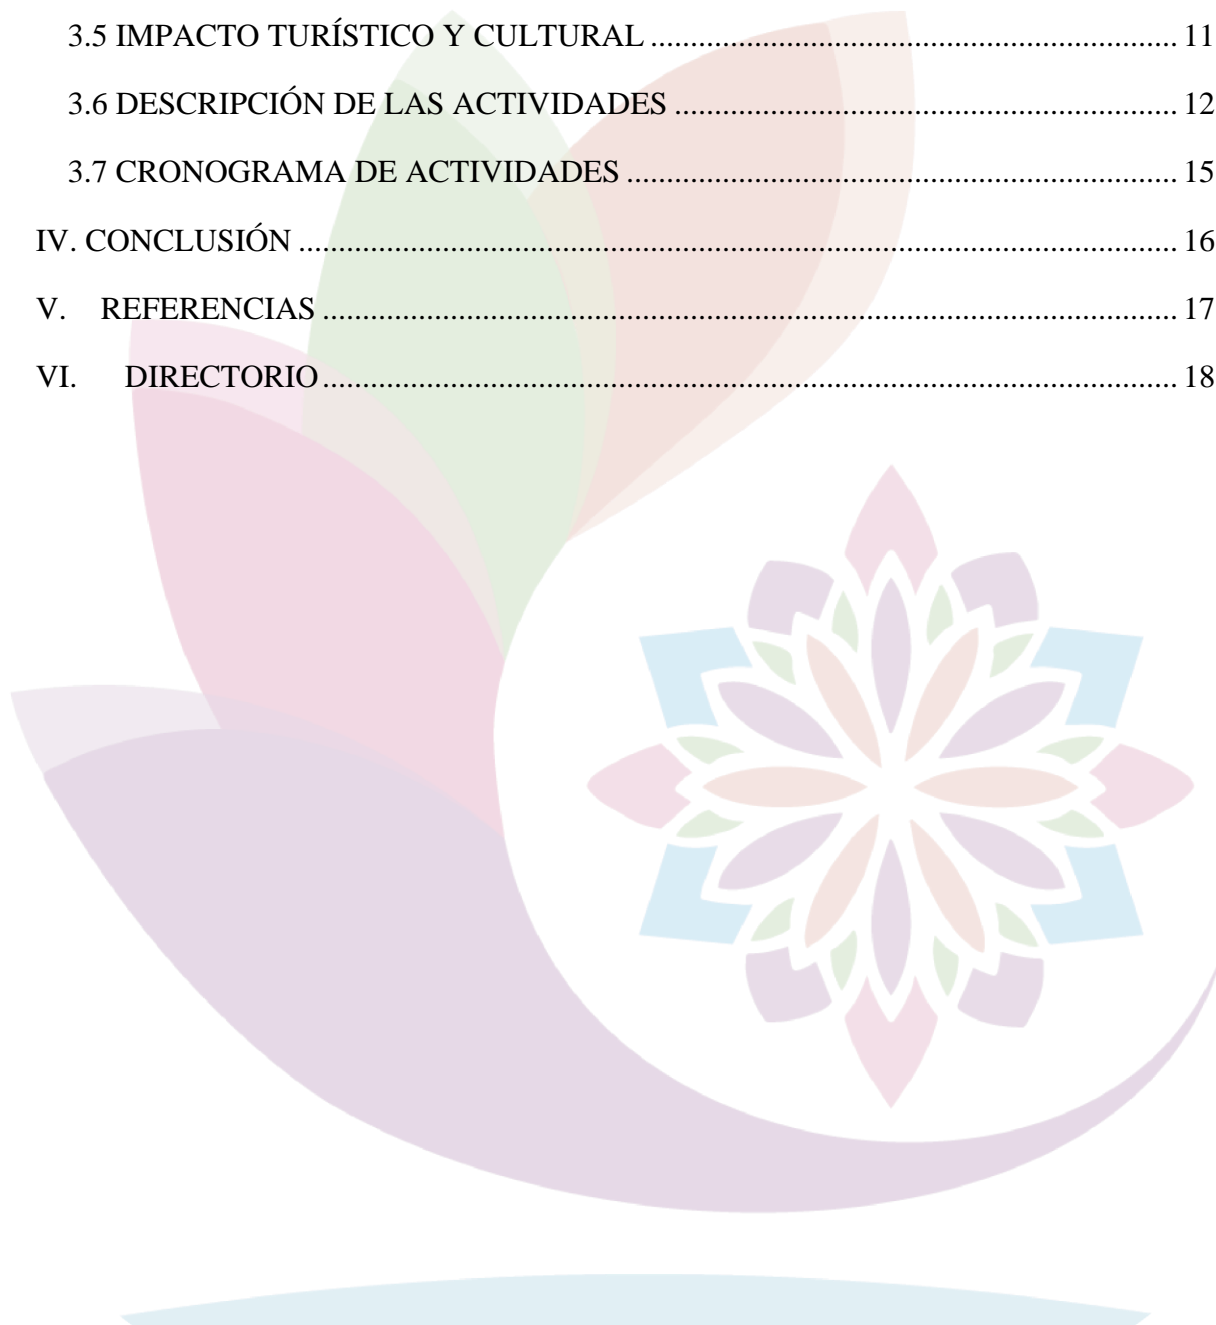 3.5 IMPACTO TURÍSTICO Y CULTURAL ........................................................ 11
3.6 DESCRIPCIÓN DE LAS ACTIVIDADES ..................................................... 12
3.7 CRONOGRAMA DE ACTIVIDADES .......................................................... 15
IV. CONCLUSIÓN ............................................................................................ 16
V. REFERENCIAS .......................................................................................... 17
VI. DIRECTORIO .......................................................................................... 18